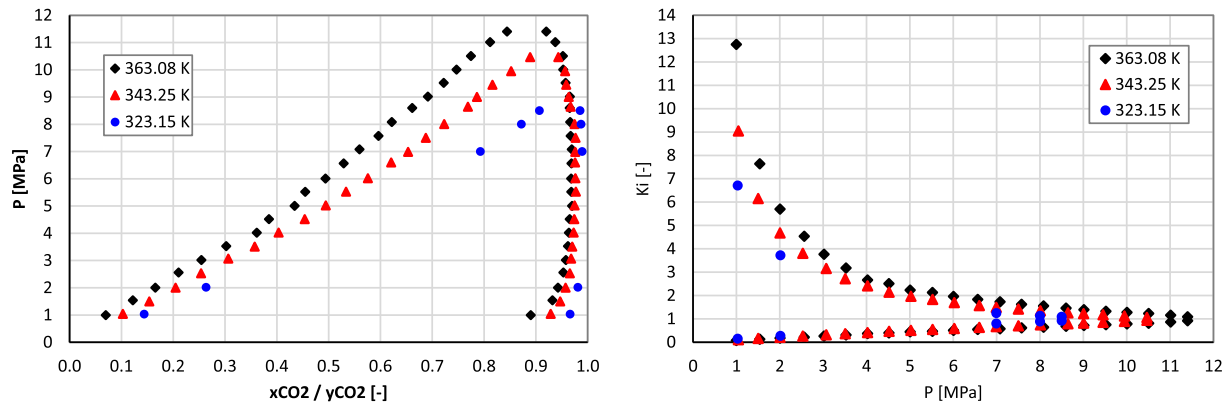 12
11
10
9
8
7
6
5
4
3
2
1
0
P [MPa]
363.08 K
343.25 K
323.15 K
0.0 0.1 0.2 0.3 0.4 0.5 0.6 0.7 0.8 0.9 1.0
xCO2 / yCO2 [-]
14
13
12
11
10
9
8
7
6
5
4
3
2
1
0
Ki [-]
363.08 K
343.25 K
323.15 K
0 1 2 3 4 5 6 7 8 9 10 11 12
P [MPa]